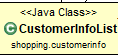 <<Java Class>>
CustomerInfoList
shopping.customerinfo